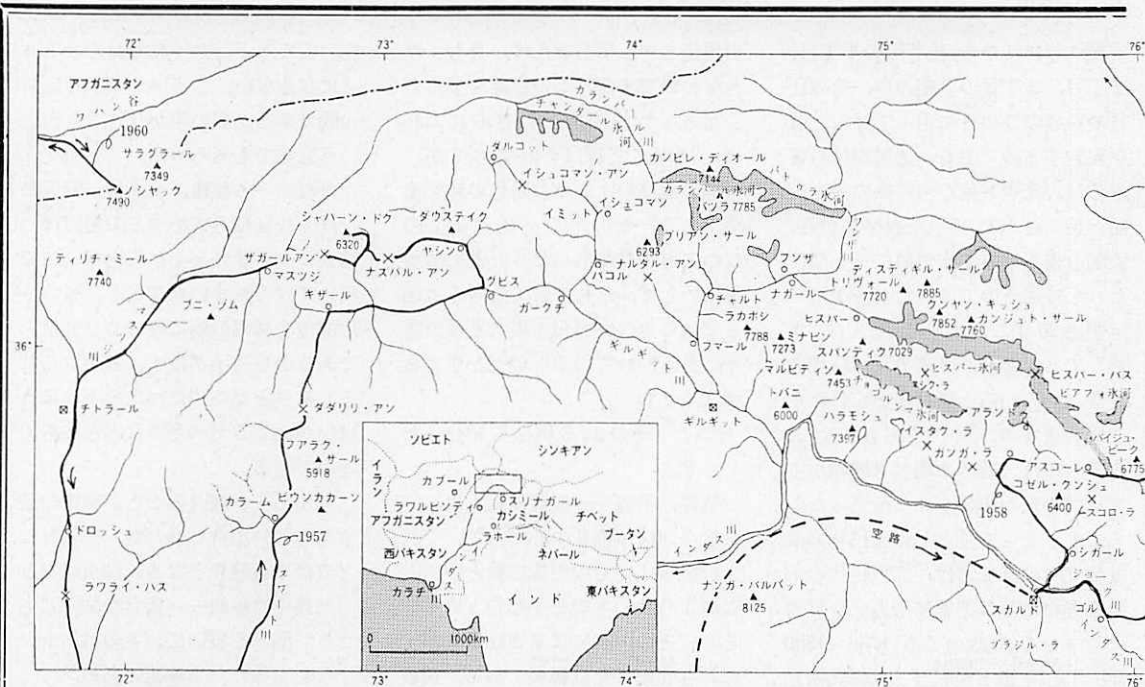 72°
73°
74°
75°
76°
アフガニスタン
ワハン谷
1960
サラグラール
7349
ノシャック
7490
ティリチ・ミール
7740
ブニ・ゾム
シャハーン・ドク
6320
ダウステイク
ザガールアン
マスツジ
ナズバル・アン
ヤシン
キザール
グピス
ガークチ
36°
チトラール
ダダリリ・アン
フアラク・サール
5918
カラーム
ビウンカカーン
1957
ドロッシュ
ロワライ・ハス
カランバール
チャンタル氷河
川
ダルコット
イシュコマン・アン
イシュコマン
イミット
カンピレ・ディオール
7144
バツラ
7785
氷河
ブリアン・サール
6293
ナルタル・アン
パコル
フンザ
チャルト
ナガール
ラカポシ
7788
ミナピン
7273
フマール
ギルギット川
ギルギット
ディスティギル・サール
7885
トリヴォール
7720
クンヤン・キッシュ
7852
カンジュト・サール
7760
ヒスパー
スパンティク 7029
ヒスパー氷河
ヒスパー・パス
マルビティン
7453
ビアフォ氷河
アランド
トバニ
6000
ハラモシュ
7397
イスタク・ラ
ガンガ・ラ
バイジュ・ピーク
6775
アスコーレ
コゼル・クンシュ
6400
スコロ・ラ
1958
シガール
スカルド
インダス川
空路
ナンガ・パルバット
8125
ブラジル・ラ
ソビエト
シンキアン
イラン
カブール
スリナガール
ラワルピンディ
カシミール
チベット
アフガニスタン
ラホール
ブータン
西パキスタン
ネパール
カラチ
インド
東パキスタン
0
1000km
72°
73°
74°
75°
76°